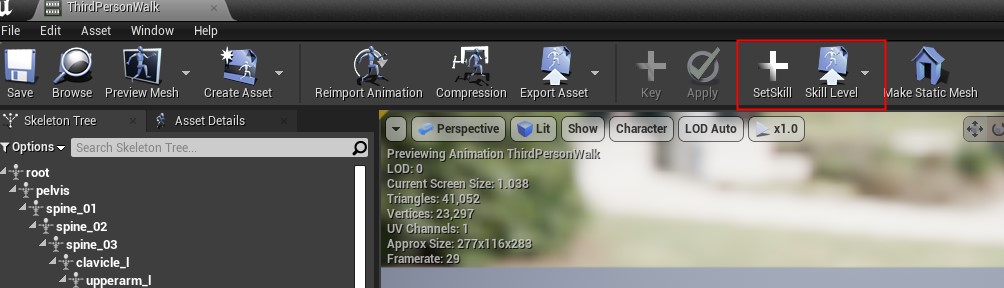 ThirdPersonWalk
File Edit Asset Window Help
Save Browse Preview Mesh Create Asset Reimport Animation Compression Export Asset Key Apply SetSkill Skill Level Make Static Mesh
Skeleton Tree Asset Details
Options Search Skeleton Tree...
Perspective Lit Show Character LOD Auto x1.0
root
pelvis
spine_01
spine_02
spine_03
clavicle_l
upperarm_l
Previewing Animation ThirdPersonWalk
LOD: 0
Current Screen Size: 1.038
Triangles: 41,052
Vertices: 23,297
UV Channels: 1
Approx Size: 277x116x283
Framerate: 29